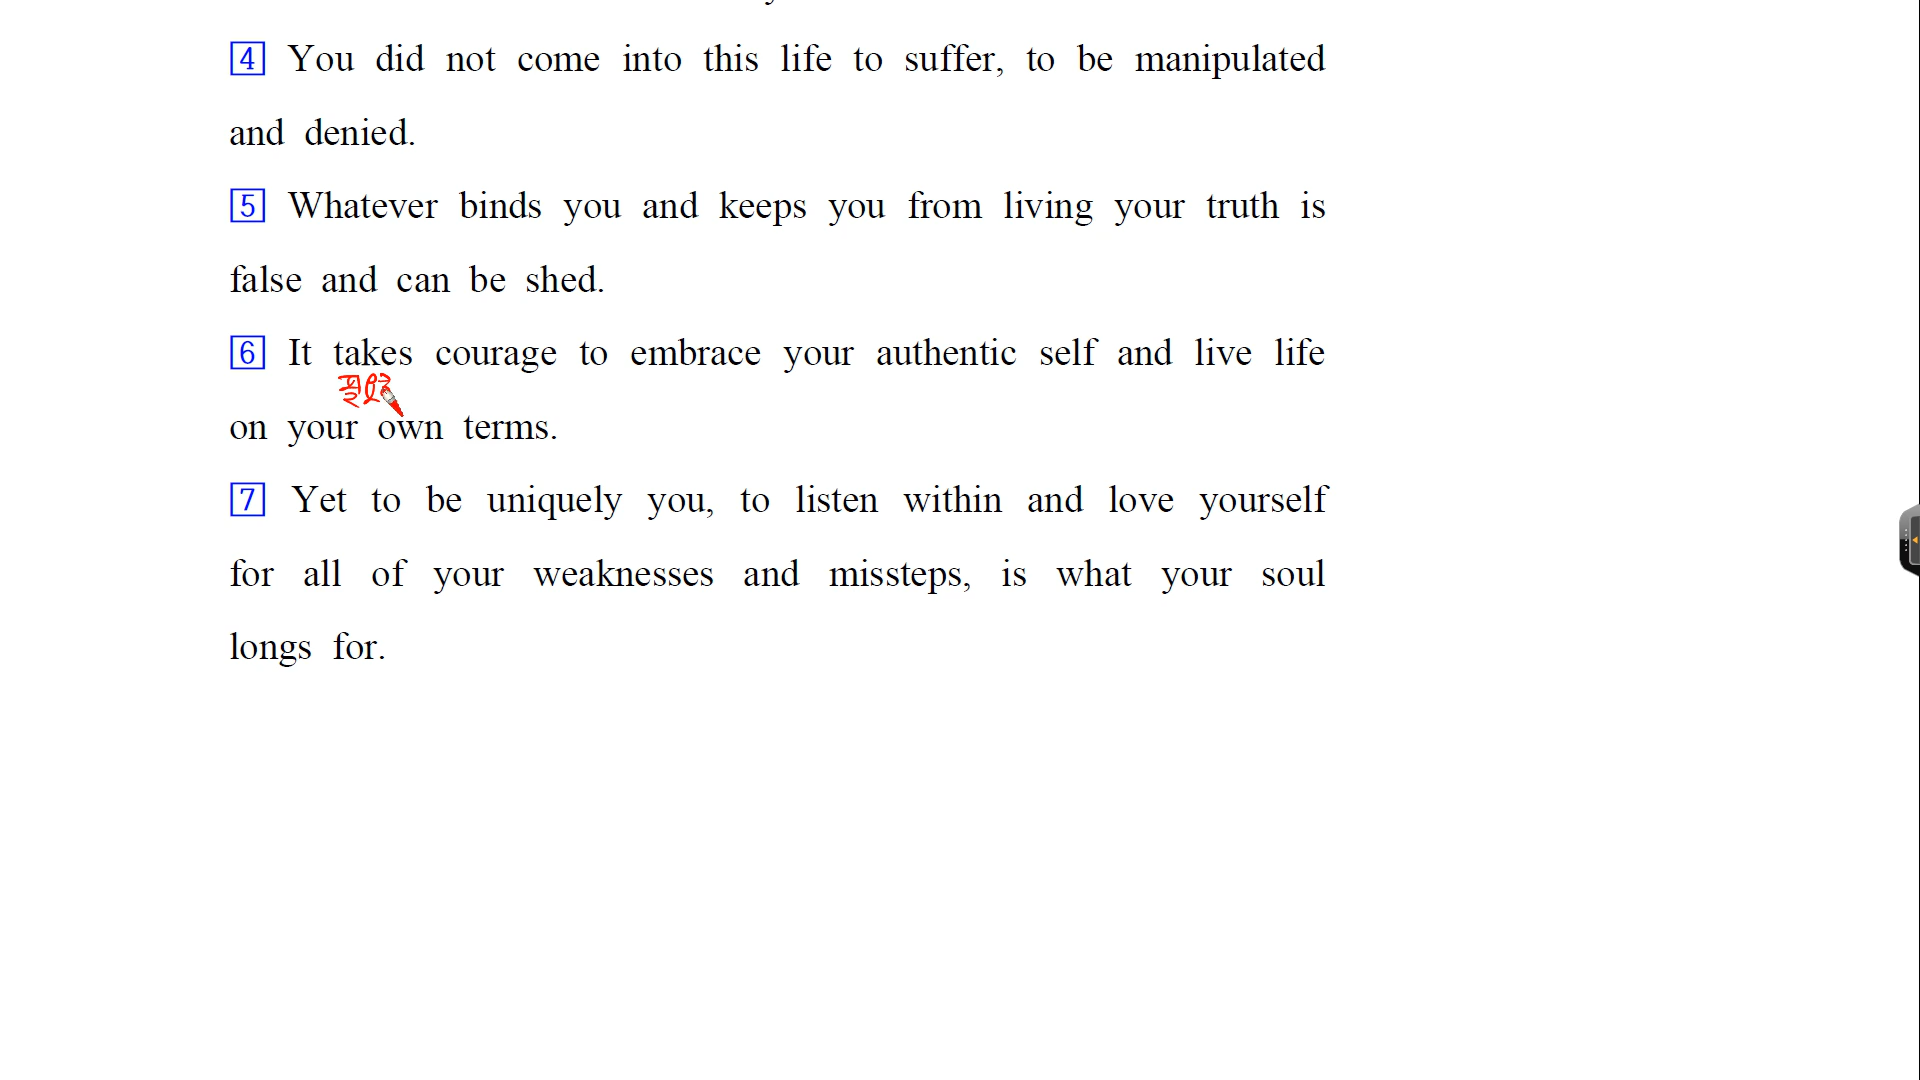 4 You did not come into this life to suffer, to be manipulated
and denied.
5 Whatever binds you and keeps you from living your truth is
false and can be shed.
6 It takes courage to embrace your authentic self and live life
on your own terms.
7 Yet to be uniquely you, to listen within and love yourself
for all of your weaknesses and missteps, is what your soul
longs for.